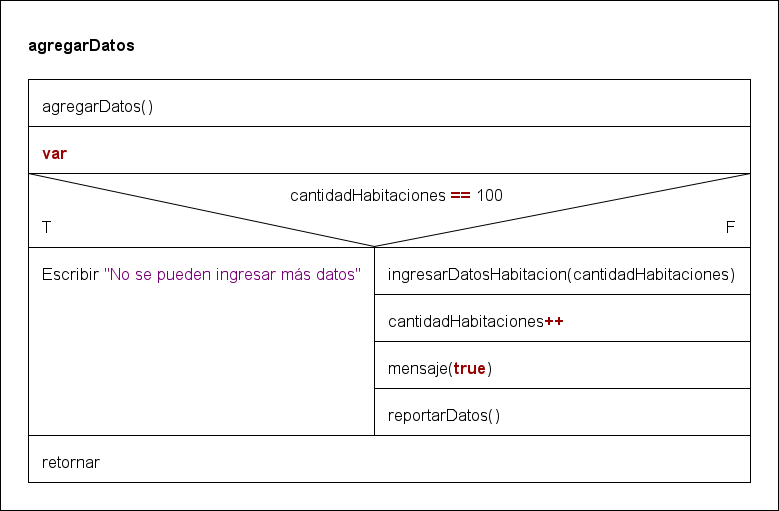 agregarDatos
agregarDatos()
var
cantidadHabitaciones == 100
T
F
Escribir "No se pueden ingresar más datos"
ingresarDatosHabitacion(cantidadHabitaciones)
cantidadHabitaciones++
mensaje(true)
reportarDatos()
retornar